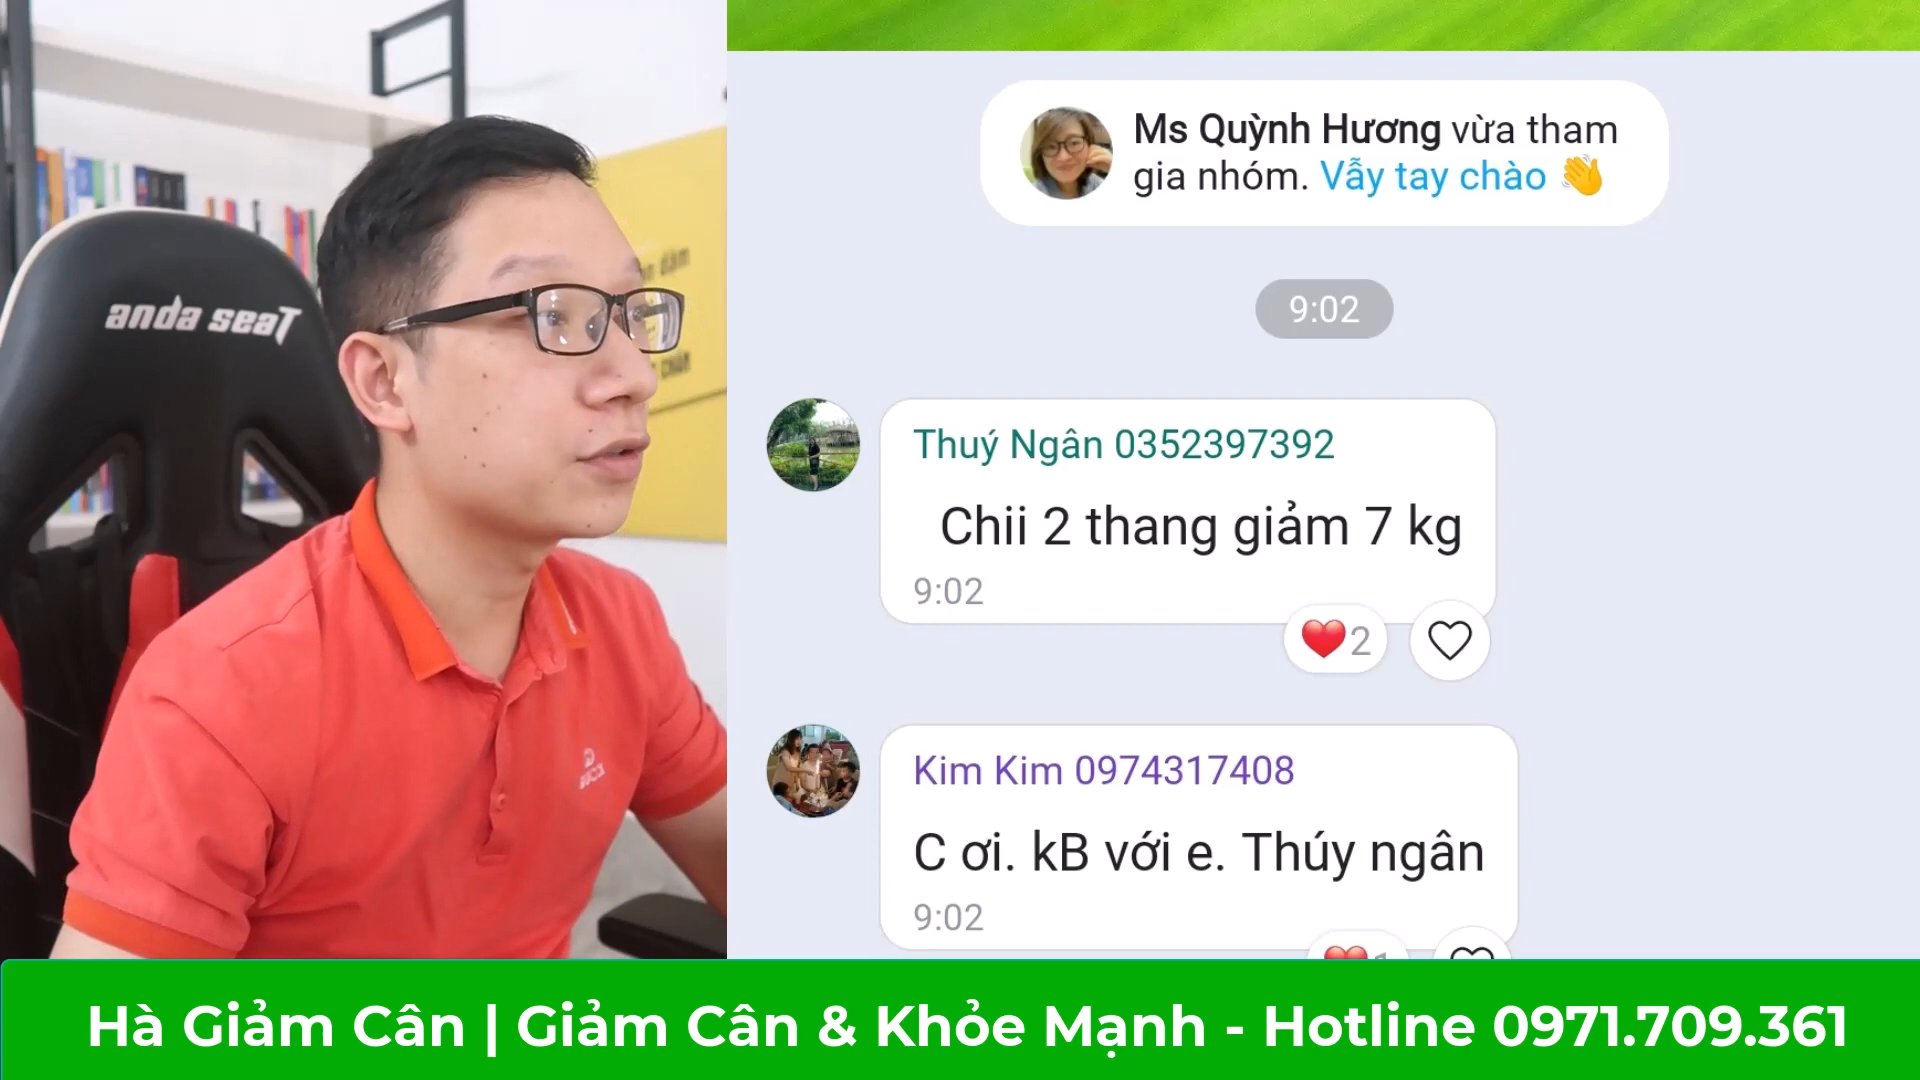 anda seaT
Ms Quỳnh Hương vừa tham
gia nhóm. Vẫy tay chào 👋
9:02
Thuý Ngân 0352397392
Chii 2 thang giảm 7 kg
9:02
2
Kim Kim 0974317408
C ơi. kB với e. Thúy ngân
9:02
Hà Giảm Cân | Giảm Cân & Khỏe Mạnh - Hotline 0971.709.361